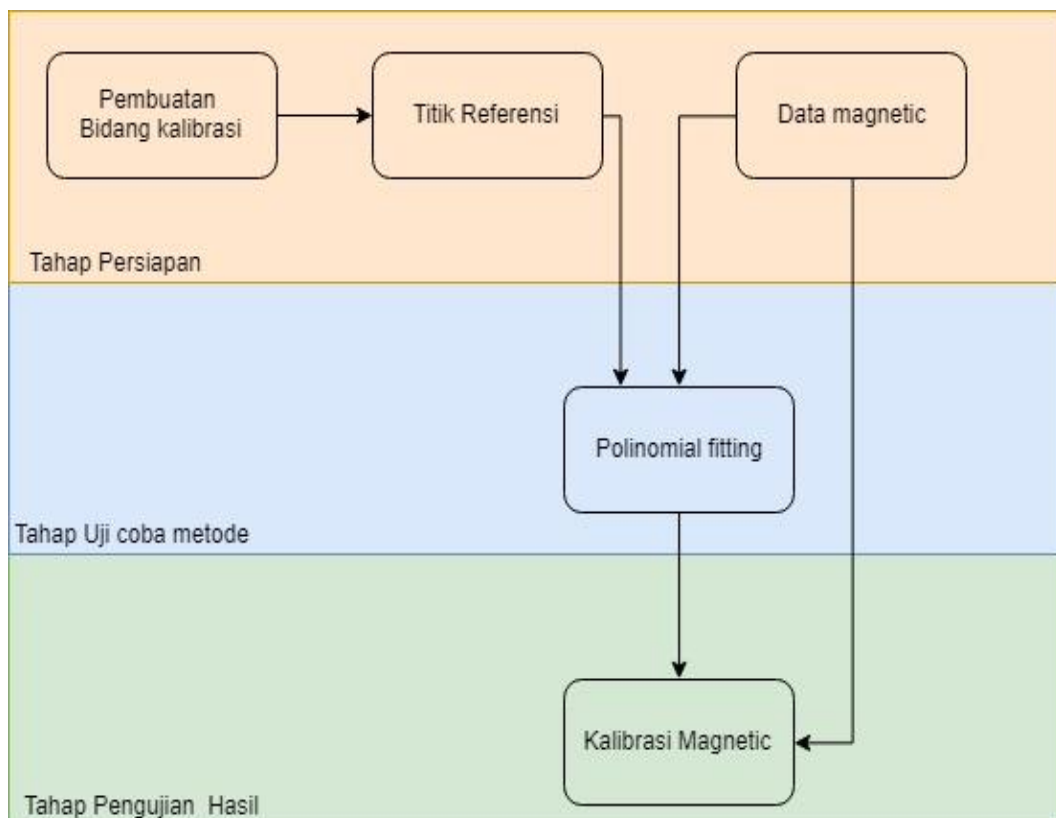 Pembuatan
Bidang kalibrasi
Titik Referensi
Data magnetic
Tahap Persiapan
Polinomial fitting
Tahap Uji coba metode
Kalibrasi Magnetic
Tahap Pengujian Hasil